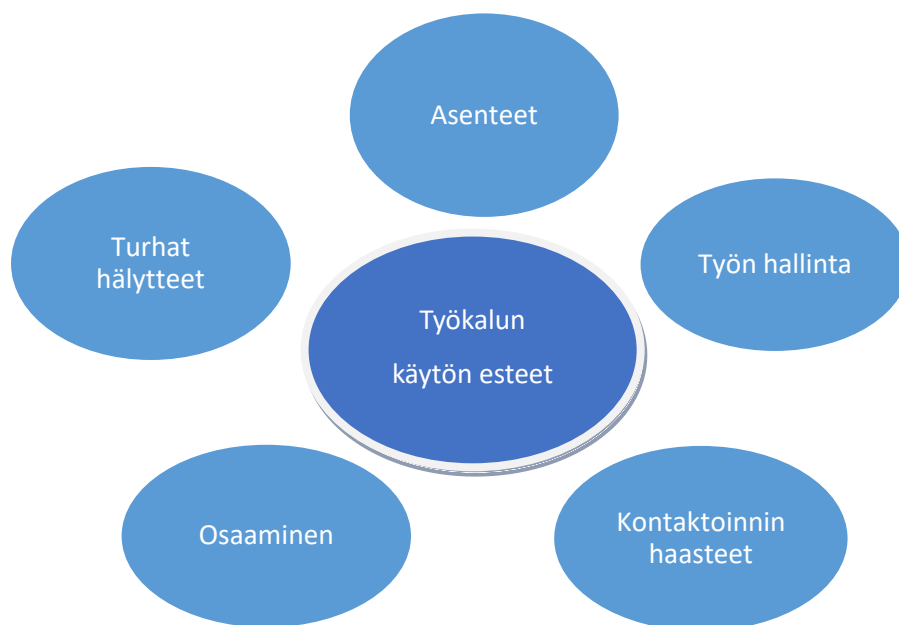 Asenteet
Turhat
hälytteet
Työn hallinta
Työkalun
käytön esteet
Osaaminen
Kontaktoinnin
haasteet